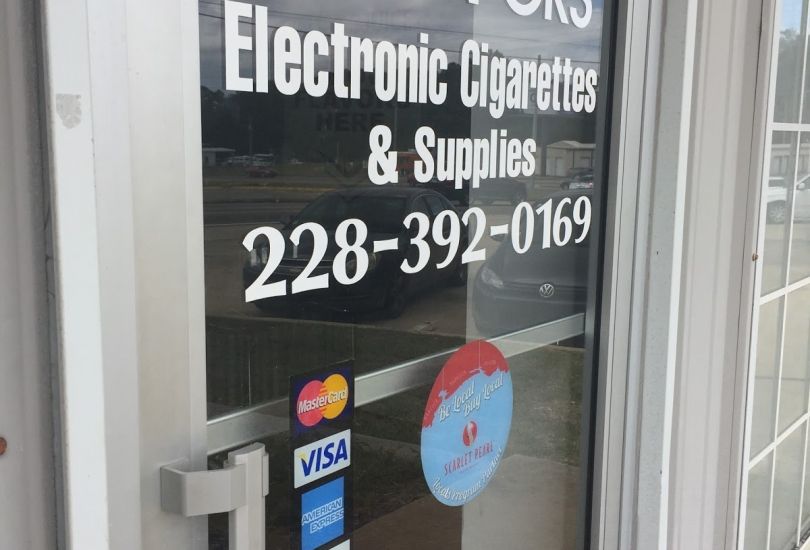 Electronic Cigarettes
& Supplies
228-392-0169
MasterCard
VISA
AMERICAN
EXPRESS
Be Local
Buy Local
SCARLET PEARL